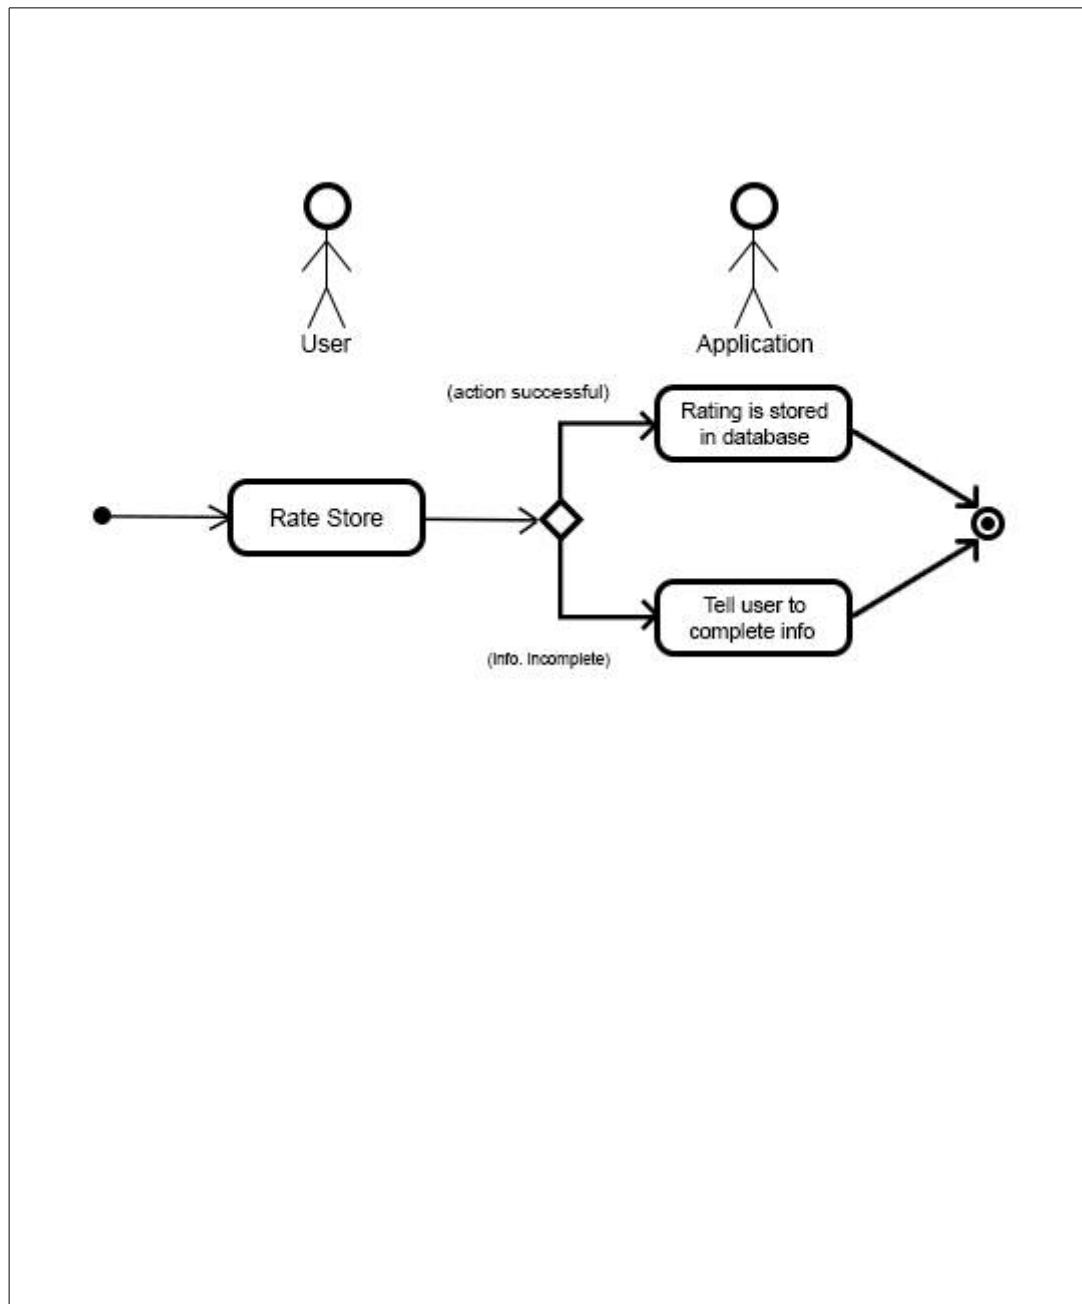 User
Application
(action successful)
Rating is stored
in database
Rate Store
Tell user to
complete info
(Info. Incomplete)